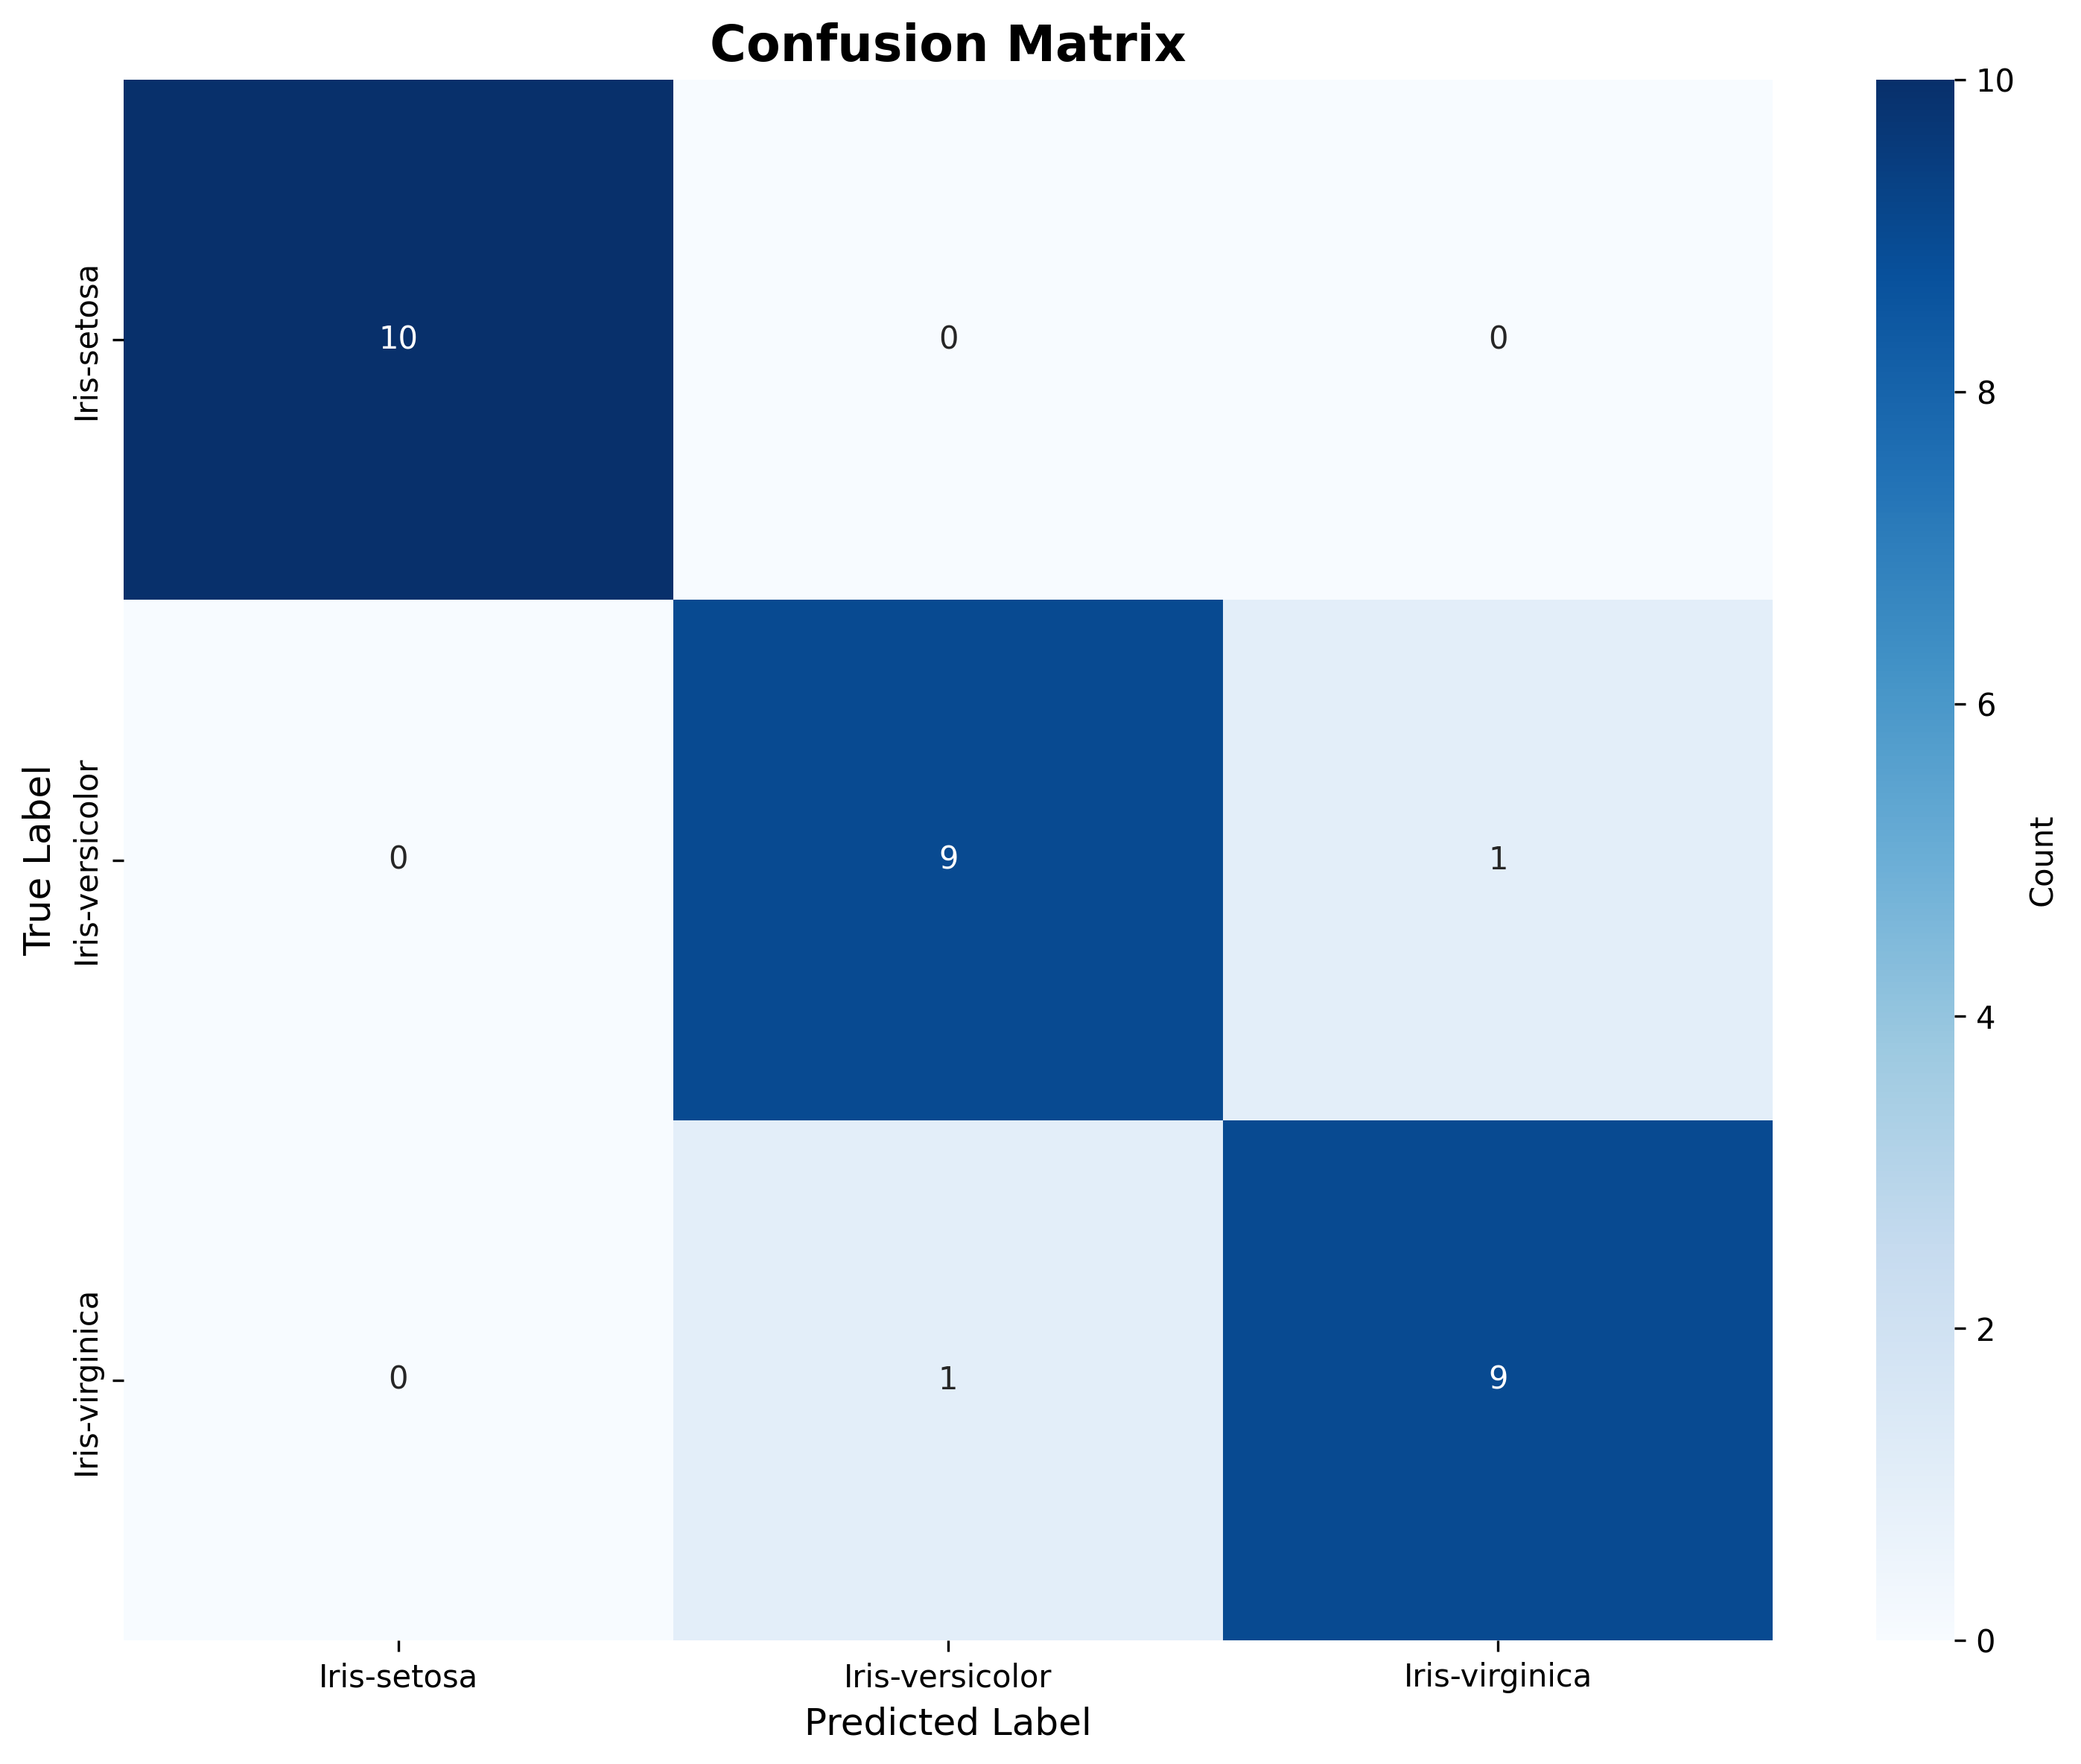 Confusion Matrix
True Label
Iris-setosa
Iris-versicolor
Iris-virginica
10 0 0
0 9 1
0 1 9
Iris-setosa Iris-versicolor Iris-virginica
Predicted Label
10
8
6
4
2
0
Count